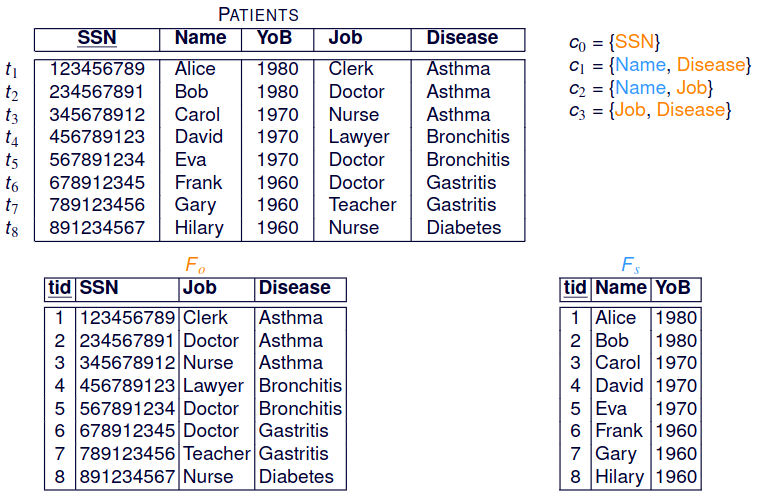 PATIENTS
SSN Name YoB Job Disease
t1 123456789 Alice 1980 Clerk Asthma
t2 234567891 Bob 1980 Doctor Asthma
t3 345678912 Carol 1970 Nurse Asthma
t4 456789123 David 1970 Lawyer Bronchitis
t5 567891234 Eva 1970 Doctor Bronchitis
t6 678912345 Frank 1960 Doctor Gastritis
t7 789123456 Gary 1960 Teacher Gastritis
t8 891234567 Hilary 1960 Nurse Diabetes
c0 = {SSN}
c1 = {Name, Disease}
c2 = {Name, Job}
c3 = {Job, Disease}
Fo
tid SSN Job Disease
1 123456789 Clerk Asthma
2 234567891 Doctor Asthma
3 345678912 Nurse Asthma
4 456789123 Lawyer Bronchitis
5 567891234 Doctor Bronchitis
6 678912345 Doctor Gastritis
7 789123456 Teacher Gastritis
8 891234567 Nurse Diabetes
Fs
tid Name YoB
1 Alice 1980
2 Bob 1980
3 Carol 1970
4 David 1970
5 Eva 1970
6 Frank 1960
7 Gary 1960
8 Hilary 1960